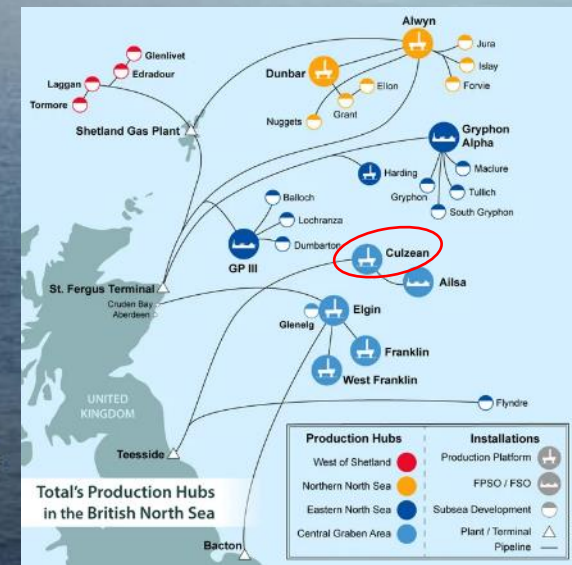 Alwyn
Glenlivet
Edradour
Laggan
Tormore
Jura
Islay
Forvie
Dunbar
Ellon
Grant
Nuggets
Shetland Gas Plant
Gryphon
Alpha
Harding
Maclure
Gryphon
Tullich
South Gryphon
Balloch
Lochranza
Dumbarton
GP III
Culzean
Ailsa
St. Fergus Terminal
Cruden Bay
Aberdeen
Elgin
Glenelg
Franklin
West Franklin
UNITED
KINGDOM
Flyndre
Teesside
Total's Production Hubs
in the British North Sea
Bacton
Production Hubs
West of Shetland
Northern North Sea
Eastern North Sea
Central Graben Area
Installations
Production Platform
FPSO / FSO
Subsea Development
Plant / Terminal
Pipeline